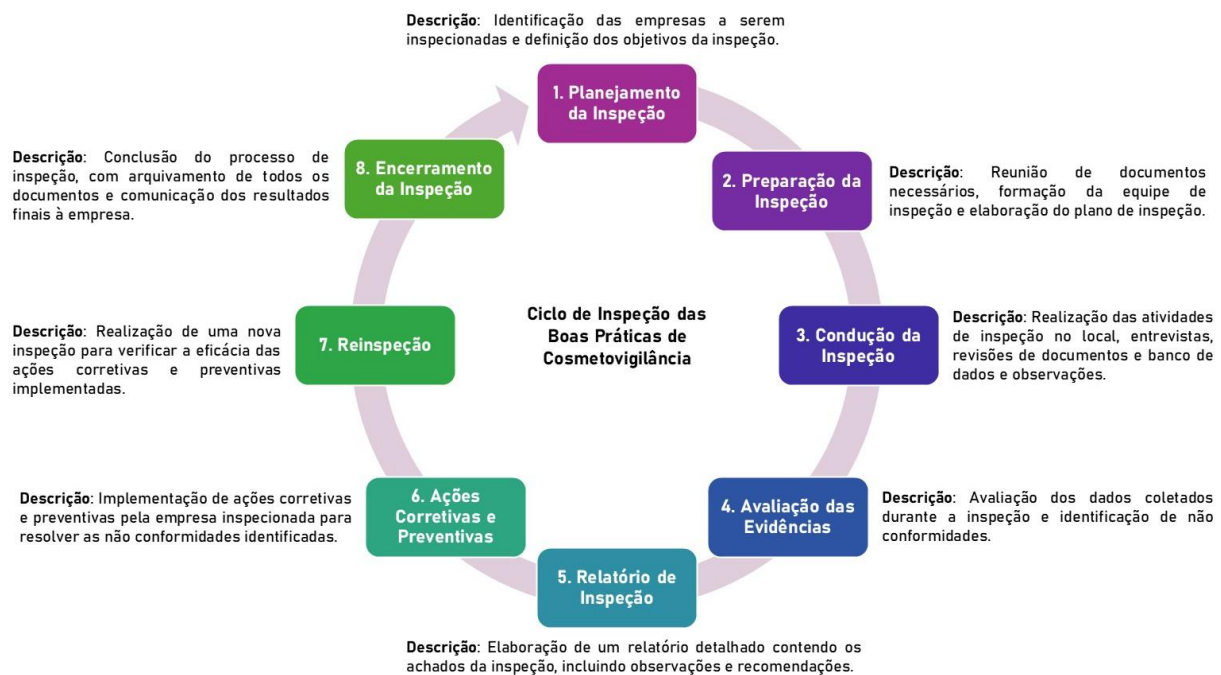 Descrição: Identificação das empresas a serem
inspecionadas e definição dos objetivos da inspeção.
1. Planejamento
da Inspeção
2. Preparação da
Inspeção
Descrição: Reunião de documentos
necessários, formação da equipe de
inspeção e elaboração do plano de inspeção.
3. Condução da
Inspeção
Descrição: Realização das atividades
de inspeção no local, entrevistas,
revisões de documentos e banco de
dados e observações.
4. Avaliação das
Evidências
Descrição: Avaliação dos dados coletados
durante a inspeção e identificação de não
conformidades.
5. Relatório de
Inspeção
Descrição: Elaboração de um relatório detalhado contendo os
achados da inspeção, incluindo observações e recomendações.
6. Ações
Corretivas e
Preventivas
Descrição: Implementação de ações corretivas
e preventivas pela empresa inspecionada para
resolver as não conformidades identificadas.
7. Reinspeção
Descrição: Realização de uma nova
inspeção para verificar a eficácia das
ações corretivas e preventivas
implementadas.
8. Encerramento
da Inspeção
Descrição: Conclusão do processo de
inspeção, com arquivamento de todos os
documentos e comunicação dos resultados
finais à empresa.
Ciclo de Inspeção das
Boas Práticas de
Cosmetovigilância